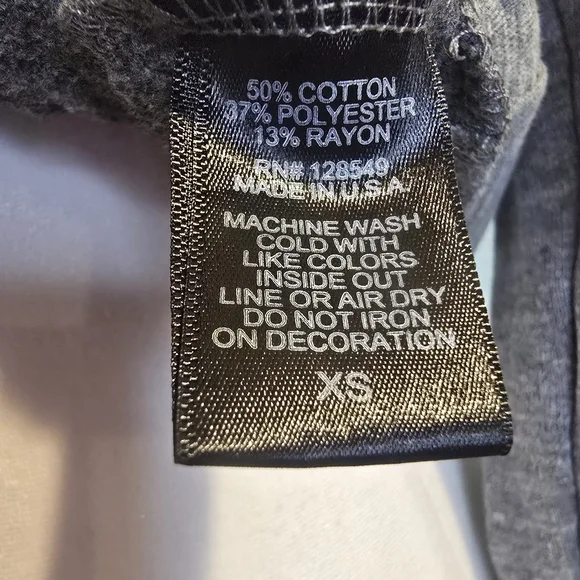 50% COTTON
37% POLYESTER
13% RAYON
RN# 128549
MADE IN U.S.A.
MACHINE WASH
COLD WITH
LIKE COLORS
INSIDE OUT
LINE OR AIR DRY
DO NOT IRON
ON DECORATION
XS